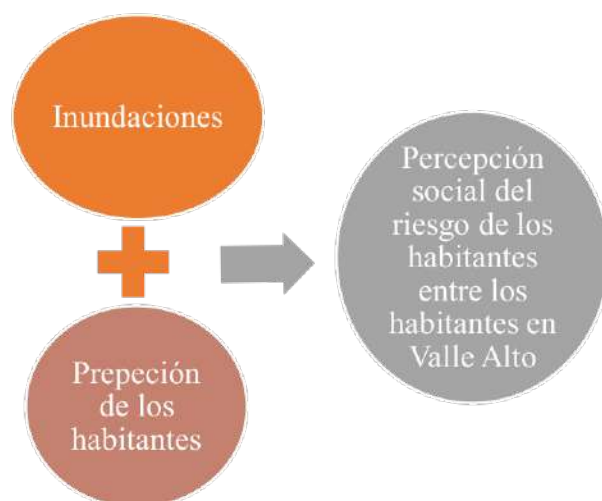 Inundaciones
Prepeción
de los
habitantes
Percepción
social del
riesgo de los
habitantes
entre los
habitantes en
Valle Alto